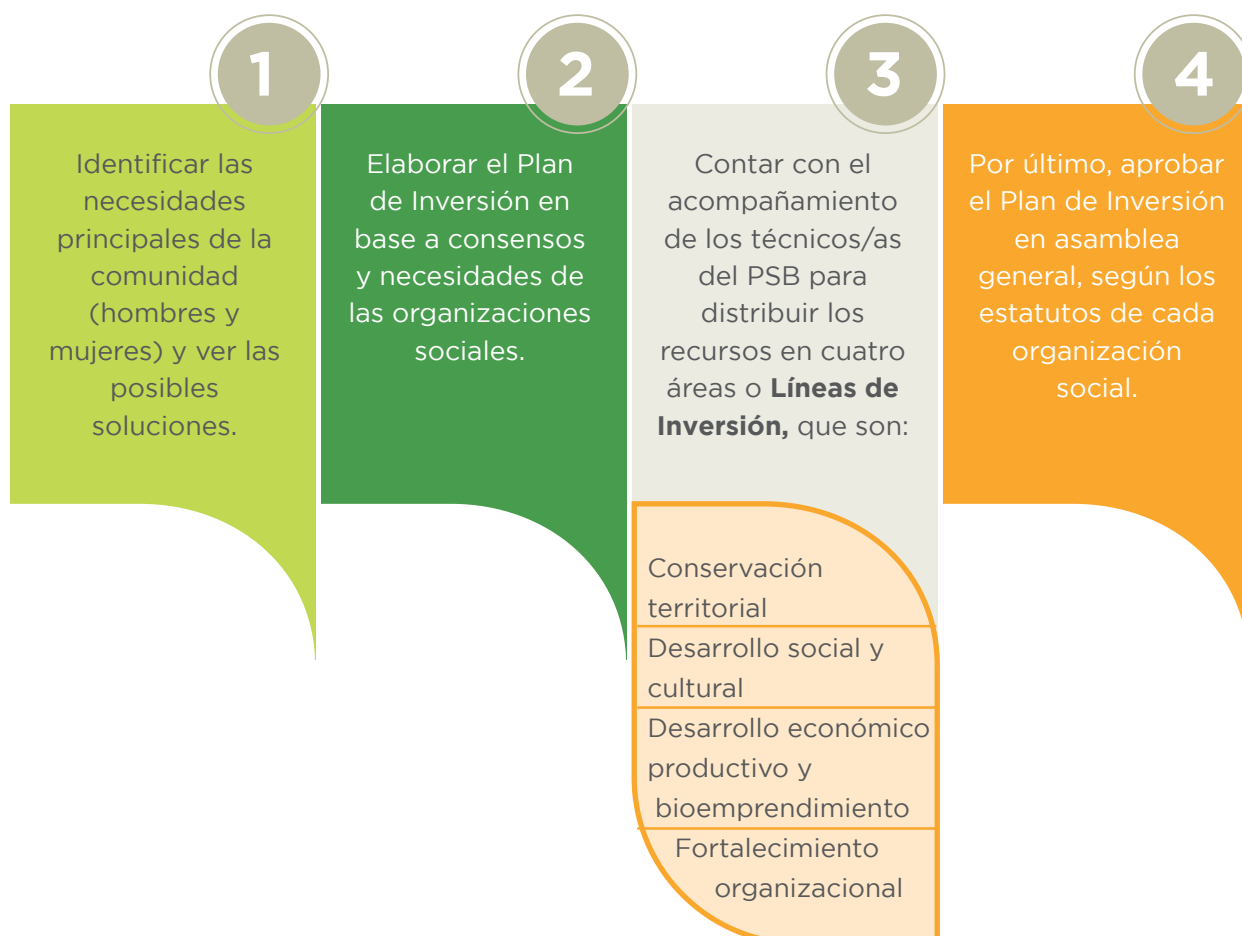 1
Identificar las
necesidades
principales de la
comunidad
(hombres y
mujeres) y ver las
posibles
soluciones.
2
Elaborar el Plan
de Inversión en
base a consensos
y necesidades de
las organizaciones
sociales.
3
Contar con el
acompañamiento
de los técnicos/as
del PSB para
distribuir los
recursos en cuatro
áreas o Líneas de
Inversión, que son:
Conservación
territorial
Desarrollo social y
cultural
Desarrollo económico
productivo y
bioemprendimiento
Fortalecimiento
organizacional
4
Por último, aprobar
el Plan de Inversión
en asamblea
general, según los
estatutos de cada
organización
social.